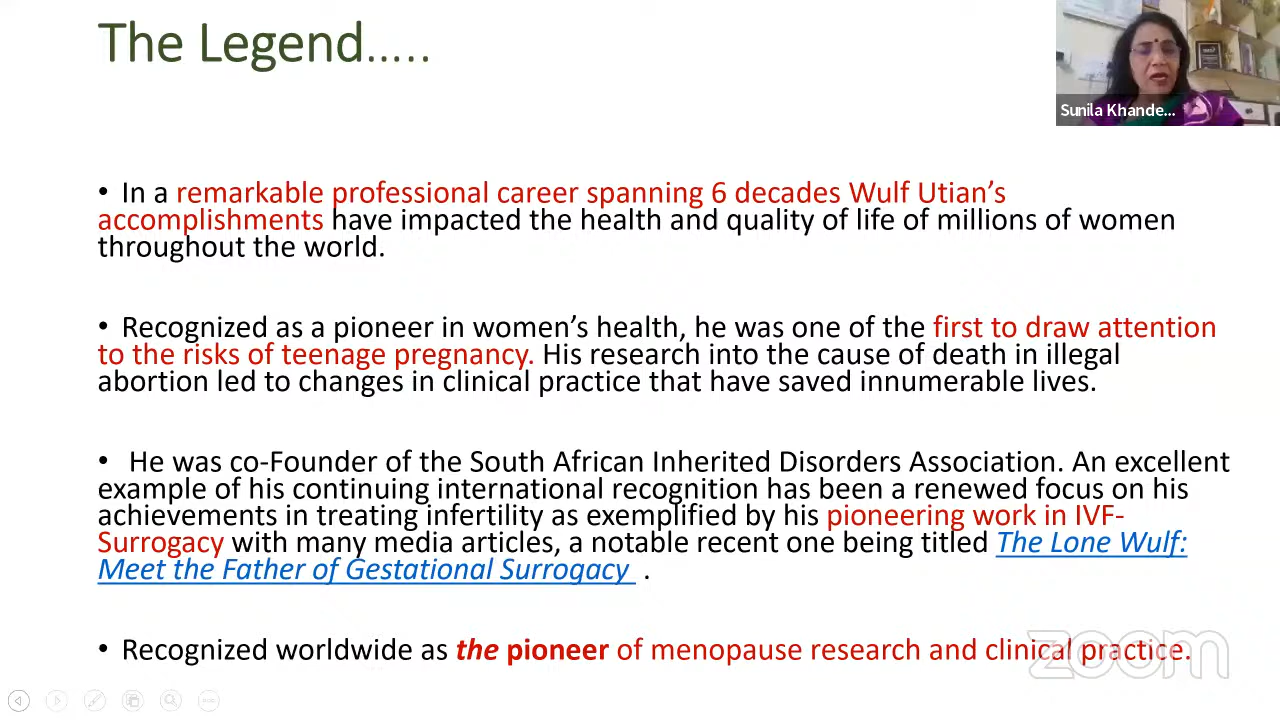 The Legend.....
Sunila Khande...
• In a remarkable professional career spanning 6 decades Wulf Utian’s
accomplishments have impacted the health and quality of life of millions of women
throughout the world.
• Recognized as a pioneer in women’s health, he was one of the first to draw attention
to the risks of teenage pregnancy. His research into the cause of death in illegal
abortion led to changes in clinical practice that have saved innumerable lives.
• He was co-Founder of the South African Inherited Disorders Association. An excellent
example of his continuing international recognition has been a renewed focus on his
achievements in treating infertility as exemplified by his pioneering work in IVF-
Surrogacy with many media articles, a notable recent one being titled The Lone Wulf:
Meet the Father of Gestational Surrogacy .
• Recognized worldwide as the pioneer of menopause research and clinical practice.
zoom